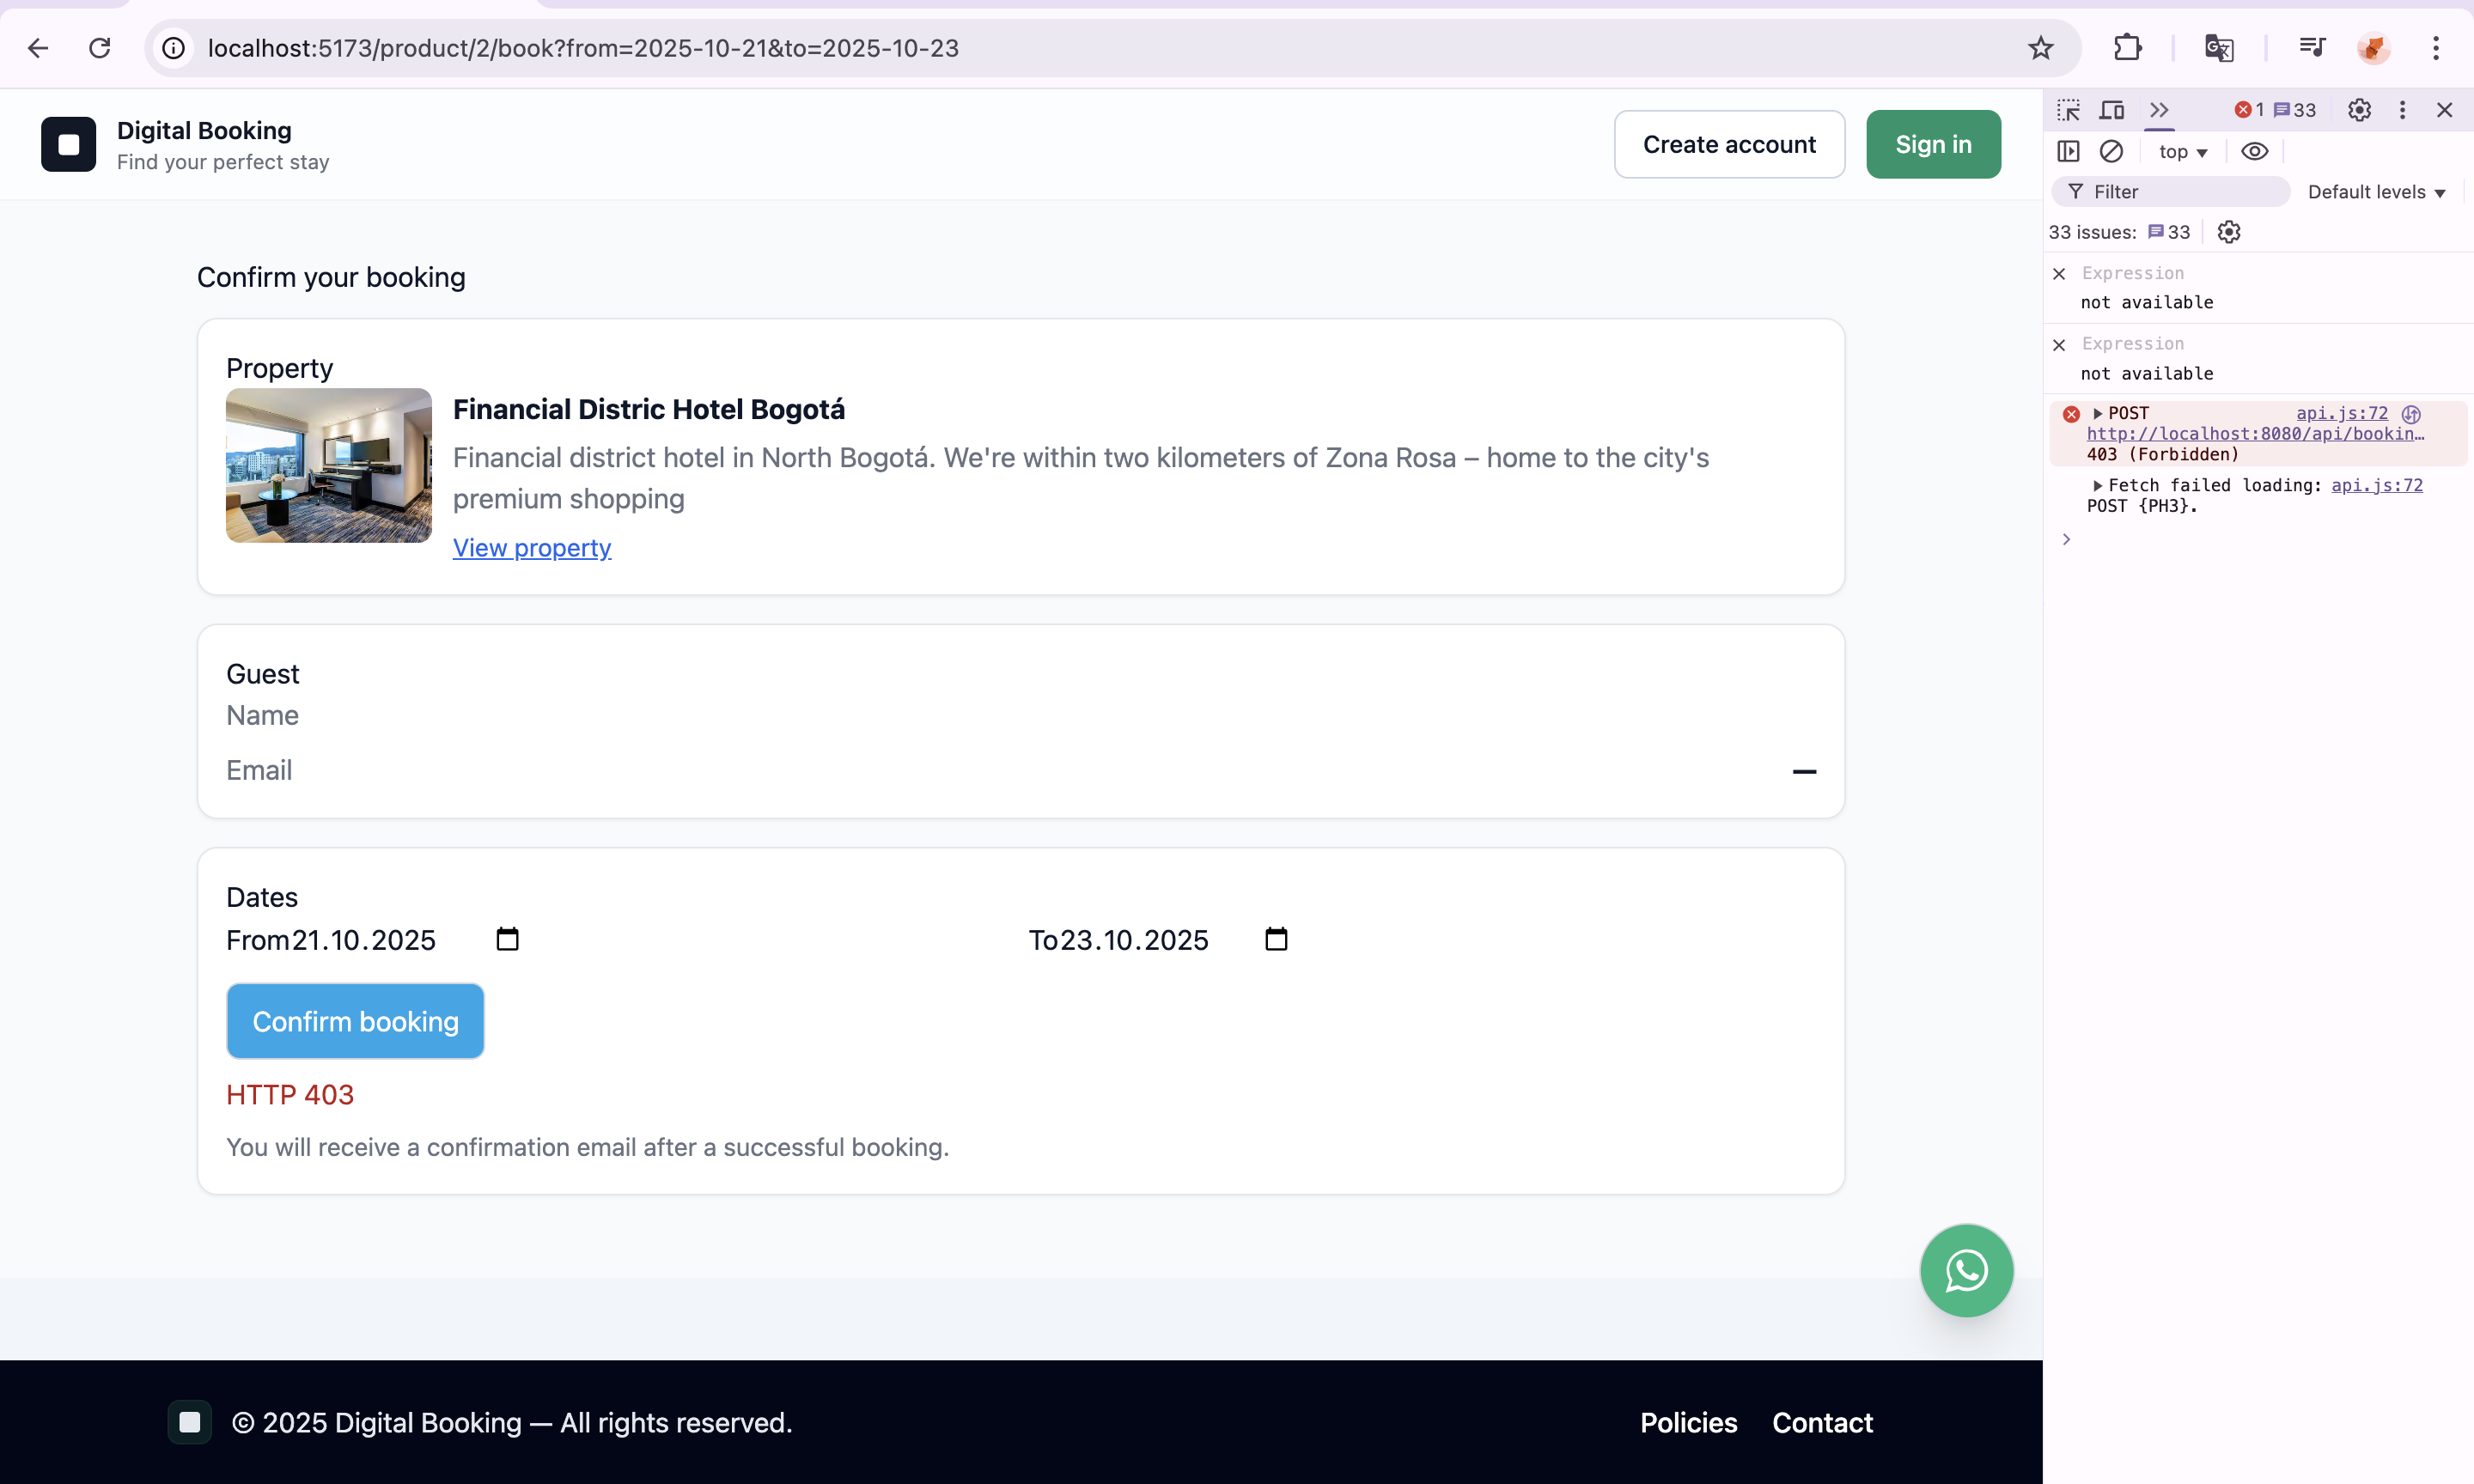 localhost:5173/product/2/book?from=2025-10-21&to=2025-10-23
Digital Booking
Find your perfect stay
Create account
Sign in
Confirm your booking
Property
Financial Distric Hotel Bogotá
Financial district hotel in North Bogotá. We're within two kilometers of Zona Rosa – home to the city's
premium shopping
View property
Guest
Name
Email
—
Dates
From21.10.2025
To23.10.2025
Confirm booking
HTTP 403
You will receive a confirmation email after a successful booking.
© 2025 Digital Booking — All rights reserved.
Policies
Contact
1
33
top
Filter
Default levels
33 issues: 33
Expression
not available
Expression
not available
POST api.js:72
http://localhost:8080/api/bookin…
403 (Forbidden)
Fetch failed loading: api.js:72
POST {PH3}.